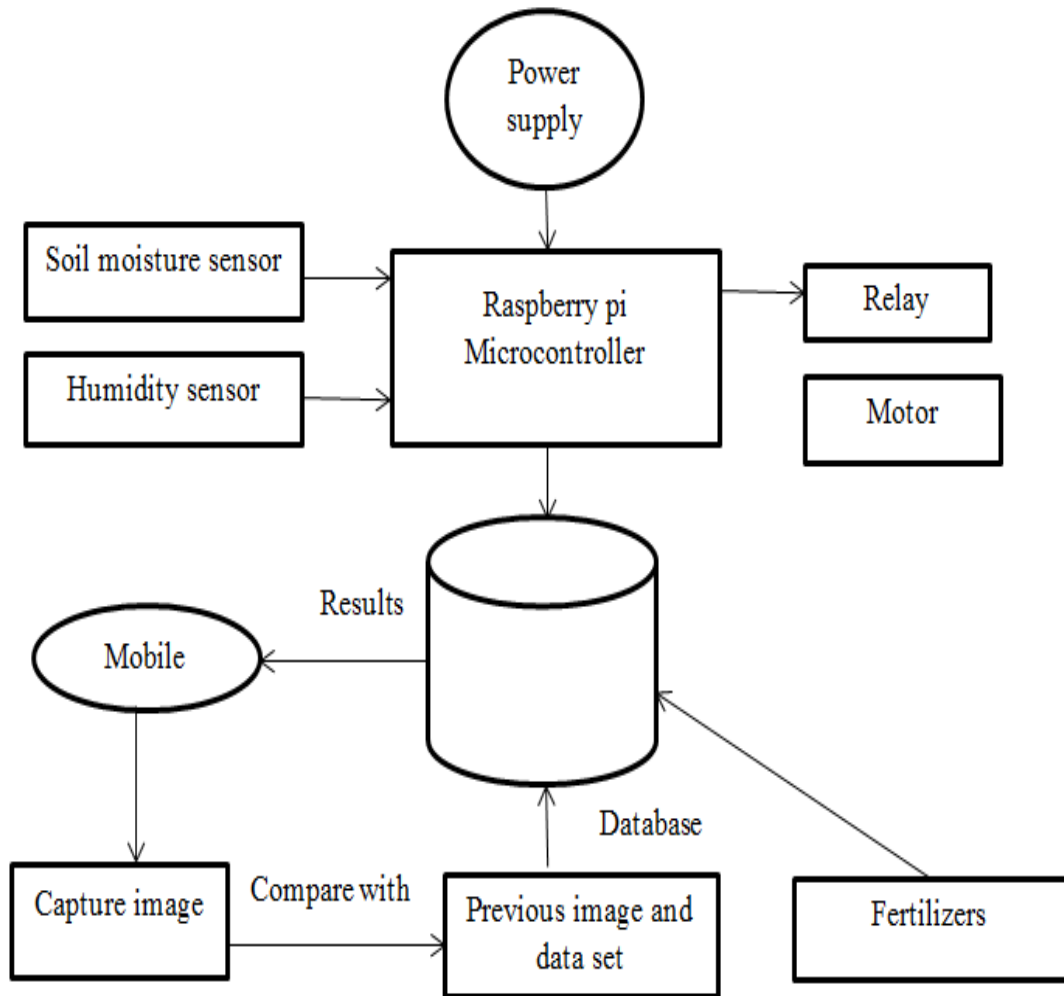 Power
supply
Soil moisture sensor
Raspberry pi
Microcontroller
Relay
Humidity sensor
Motor
Results
Mobile
Database
Capture image
Compare with
Previous image and
data set
Fertilizers